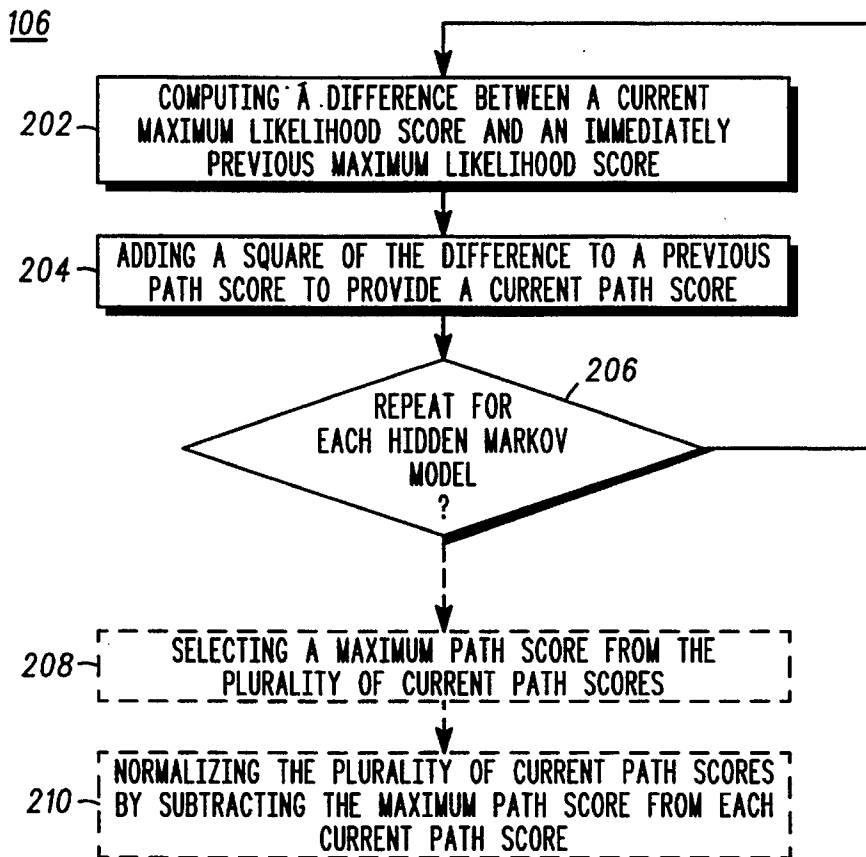 106
202
COMPUTING A DIFFERENCE BETWEEN A CURRENT
MAXIMUM LIKELIHOOD SCORE AND AN IMMEDIATELY
PREVIOUS MAXIMUM LIKELIHOOD SCORE
204
ADDING A SQUARE OF THE DIFFERENCE TO A PREVIOUS
PATH SCORE TO PROVIDE A CURRENT PATH SCORE
206
REPEAT FOR
EACH HIDDEN MARKOV
MODEL
?
208
SELECTING A MAXIMUM PATH SCORE FROM THE
PLURALITY OF CURRENT PATH SCORES
210
NORMALIZING THE PLURALITY OF CURRENT PATH SCORES
BY SUBTRACTING THE MAXIMUM PATH SCORE FROM EACH
CURRENT PATH SCORE